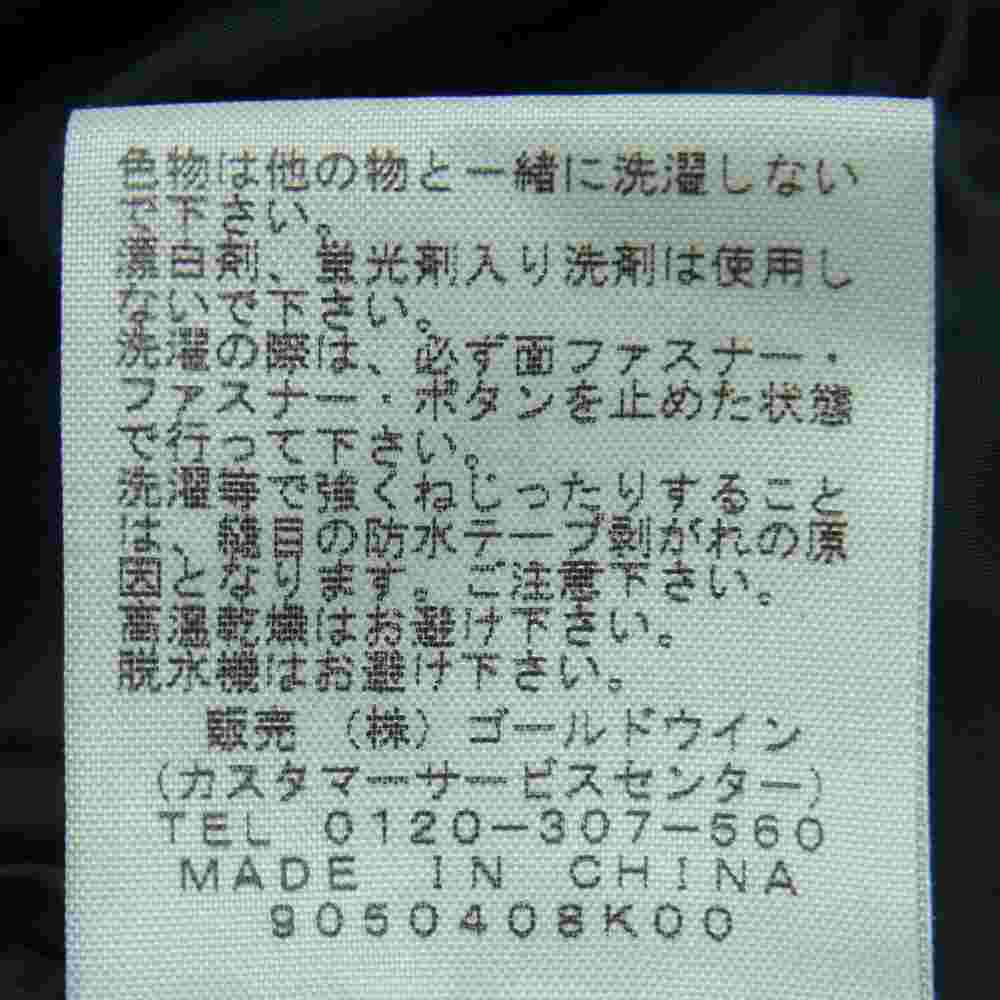 色物は他の物と一緒に洗濯しない
で下さい。
漂白剤、蛍光剤入り洗剤は使用し
ないで下さい。
洗濯の際は、必ず面ファスナー・
ファスナー・ボタンを止めた状態
で行って下さい。
洗濯等で強くねじったりすること
は、縫目の防水テープ剥がれの原
因となります。ご注意下さい。
高温乾燥はお避け下さい。
脱水機はお避け下さい。
販売 (株) ゴールドウイン
(カスタマーサービスセンター)
TEL 0120-307-560
MADE IN CHINA
9050408K00